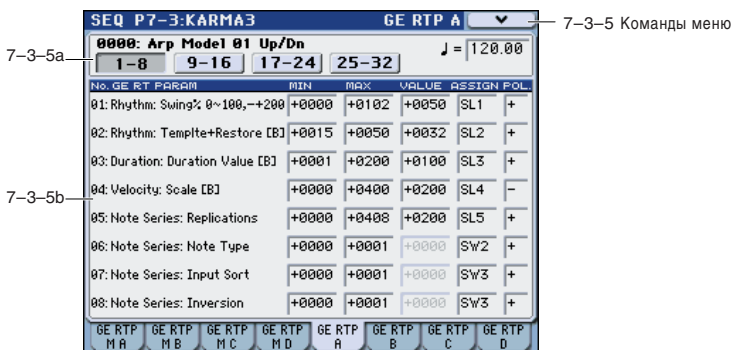 SEQ P7-3:KARMA3 GE RTP A
7–3–5 Команды меню
0000: Arp Model 01 Up/Dn ♩= 120.00
7–3–5a
1-8 9-16 17-24 25-32
No. GE RT PARAM MIN MAX VALUE ASSIGN POL.
01: Rhythm: Swing% 0~100,-+200 +0000 +0102 +0050 SL1 +
02: Rhythm: Templte+Restore [B] +0015 +0050 +0032 SL2 +
03: Duration: Duration Value [B] +0001 +0200 +0100 SL3 +
7–3–5b
04: Velocity: Scale [B] +0000 +0400 +0200 SL4 -
05: Note Series: Replications +0000 +0408 +0200 SL5 +
06: Note Series: Note Type +0000 +0001 +0000 SW2 +
07: Note Series: Input Sort +0000 +0001 +0000 SW3 +
08: Note Series: Inversion +0000 +0001 +0000 SW3 +
GE RTP M A GE RTP M B GE RTP M C GE RTP M D GE RTP A GE RTP B GE RTP C GE RTP D